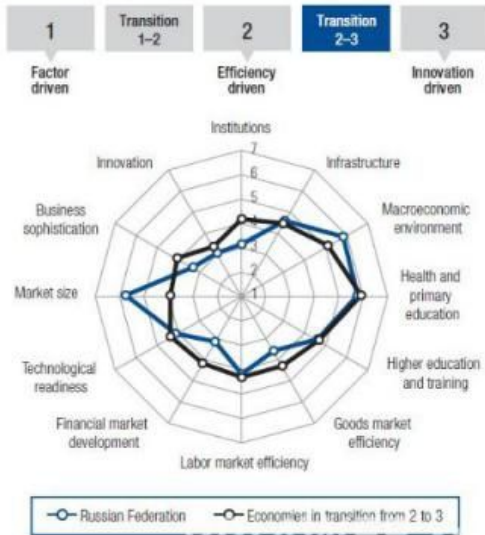 1
Transition
1–2
2
Transition
2–3
3
Factor
driven
Efficiency
driven
Innovation
driven
Institutions
7
6
5
4
3
2
1
Innovation
Infrastructure
Business
sophistication
Macroeconomic
environment
Market size
Health and
primary
education
Technological
readiness
Higher education
and training
Financial market
development
Goods market
efficiency
Labor market efficiency
Russian Federation
Economies in transition from 2 to 3